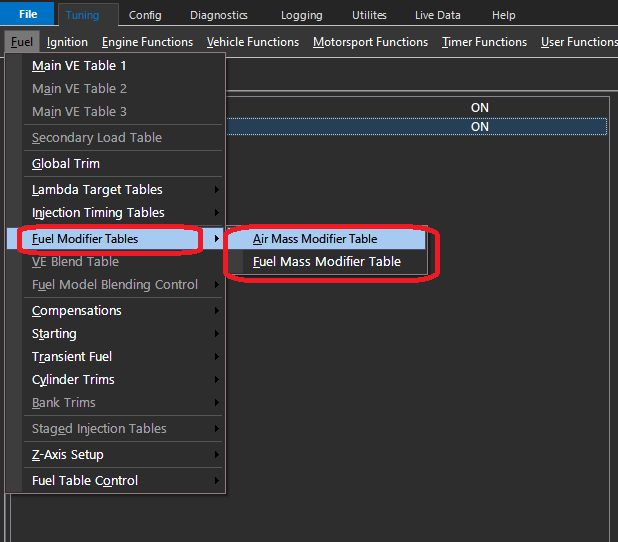 File Tuning Config Diagnostics Logging Utilites Live Data Help
Fuel Ignition Engine Functions Vehicle Functions Motorsport Functions Timer Functions User Functions
Main VE Table 1
ON
Main VE Table 2
ON
Main VE Table 3
Secondary Load Table
Global Trim
Lambda Target Tables
Injection Timing Tables
Fuel Modifier Tables
Air Mass Modifier Table
VE Blend Table
Fuel Mass Modifier Table
Fuel Model Blending Control
Compensations
Starting
Transient Fuel
Cylinder Trims
Bank Trims
Staged Injection Tables
Z-Axis Setup
Fuel Table Control